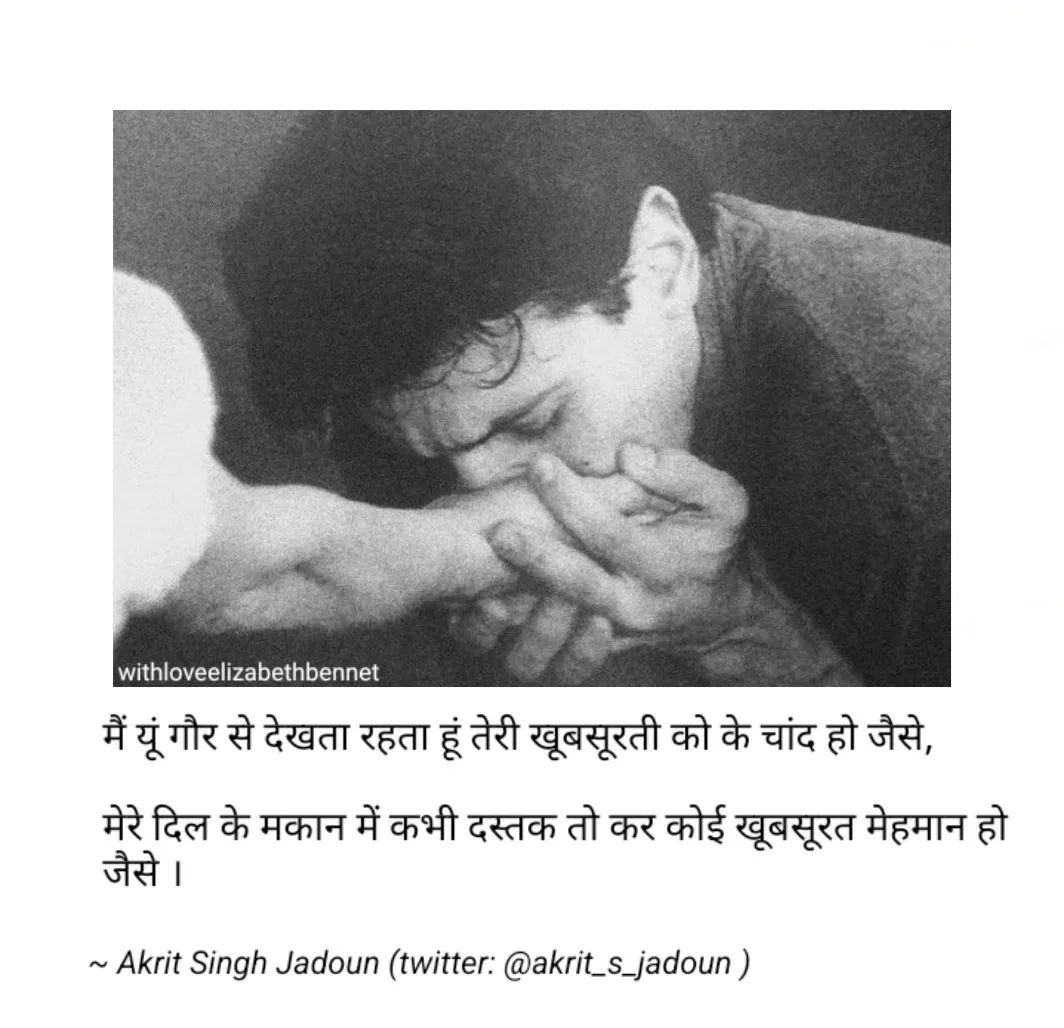 withloveelizabethbennet
मैं यूं गौर से देखता रहता हूं तेरी खूबसूरती को के चांद हो जैसे,
मेरे दिल के मकान में कभी दस्तक तो कर कोई खूबसूरत मेहमान हो
जैसे ।
~ Akrit Singh Jadoun (twitter: @akrit_s_jadoun )